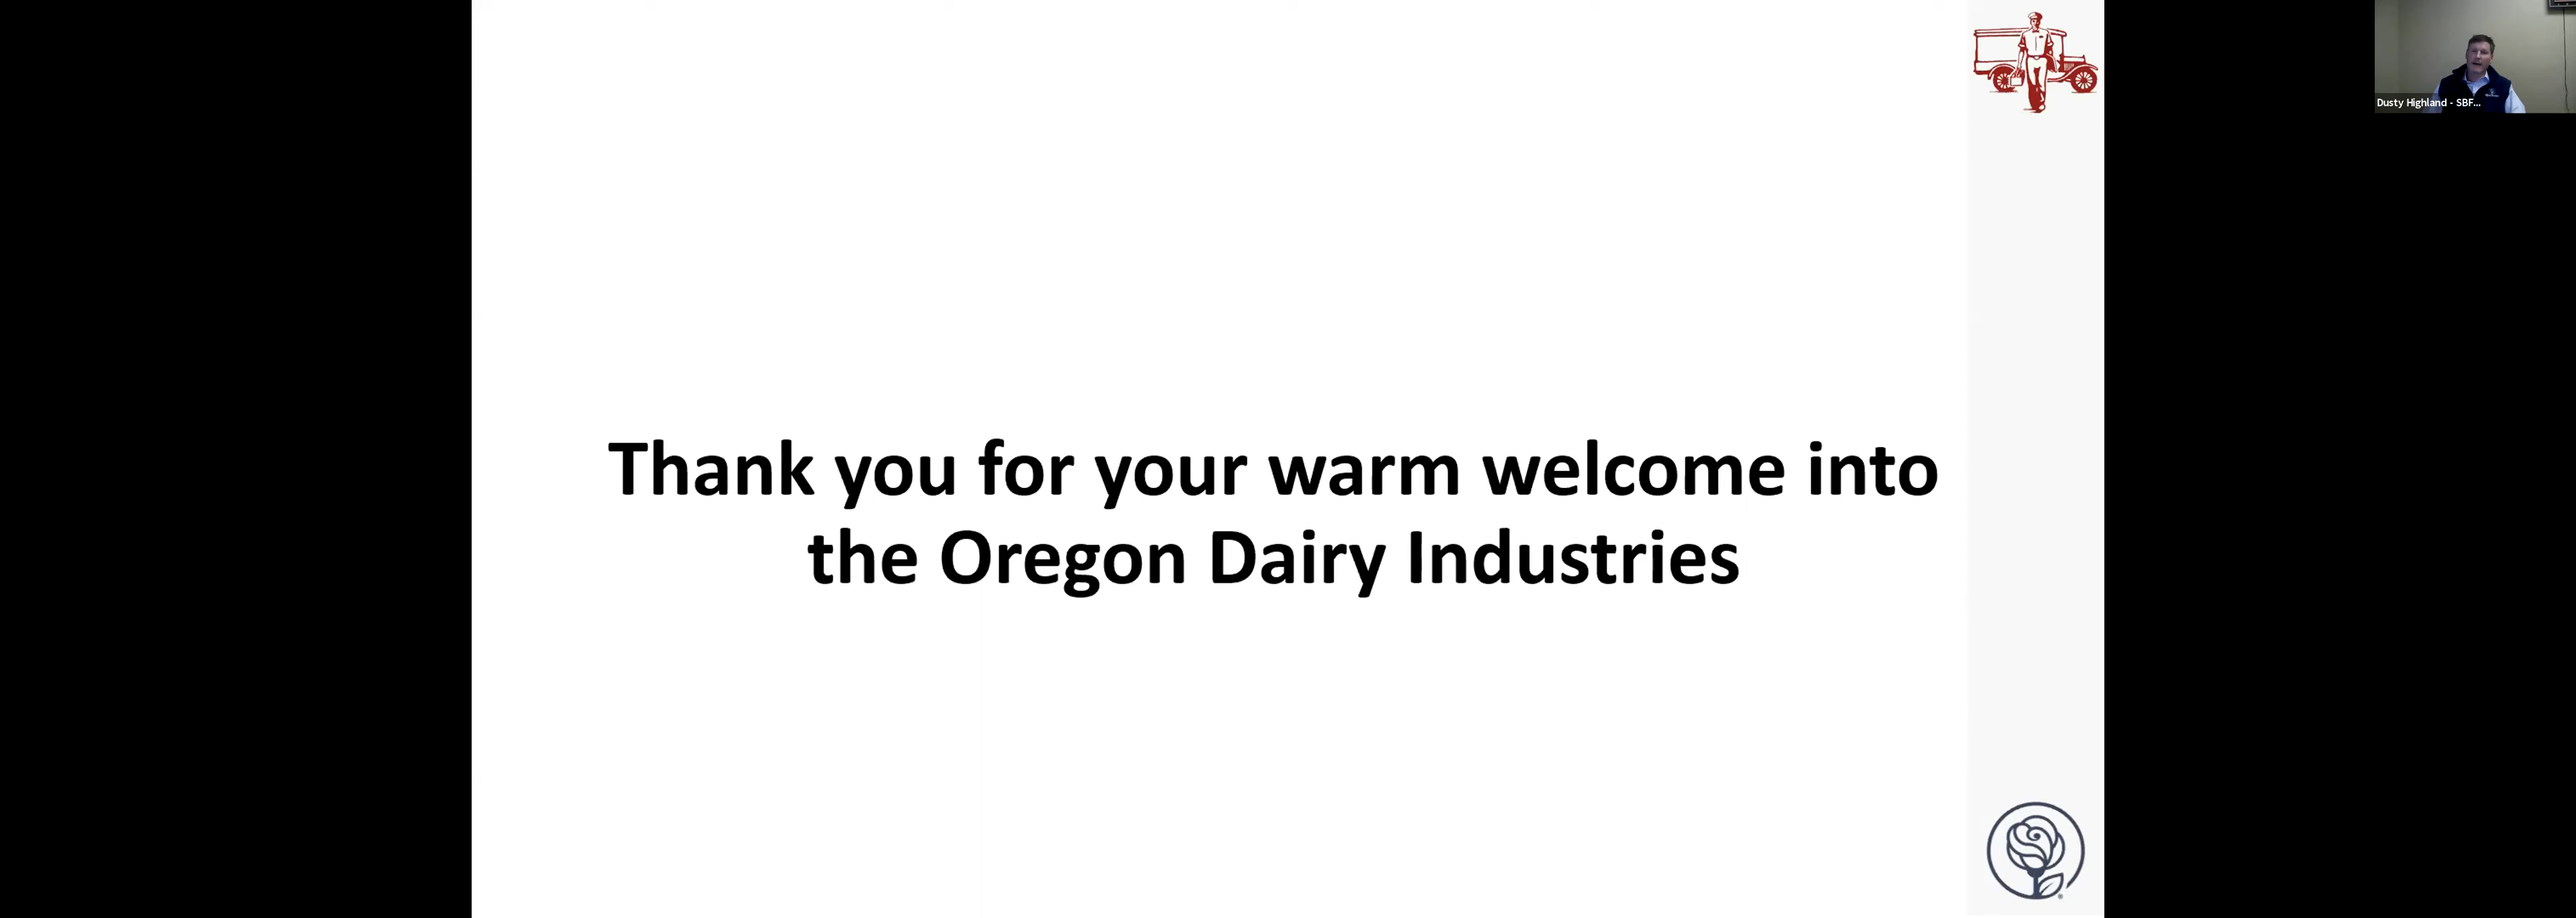 Thank you for your warm welcome into
the Oregon Dairy Industries
Dusty Highland - SBF...